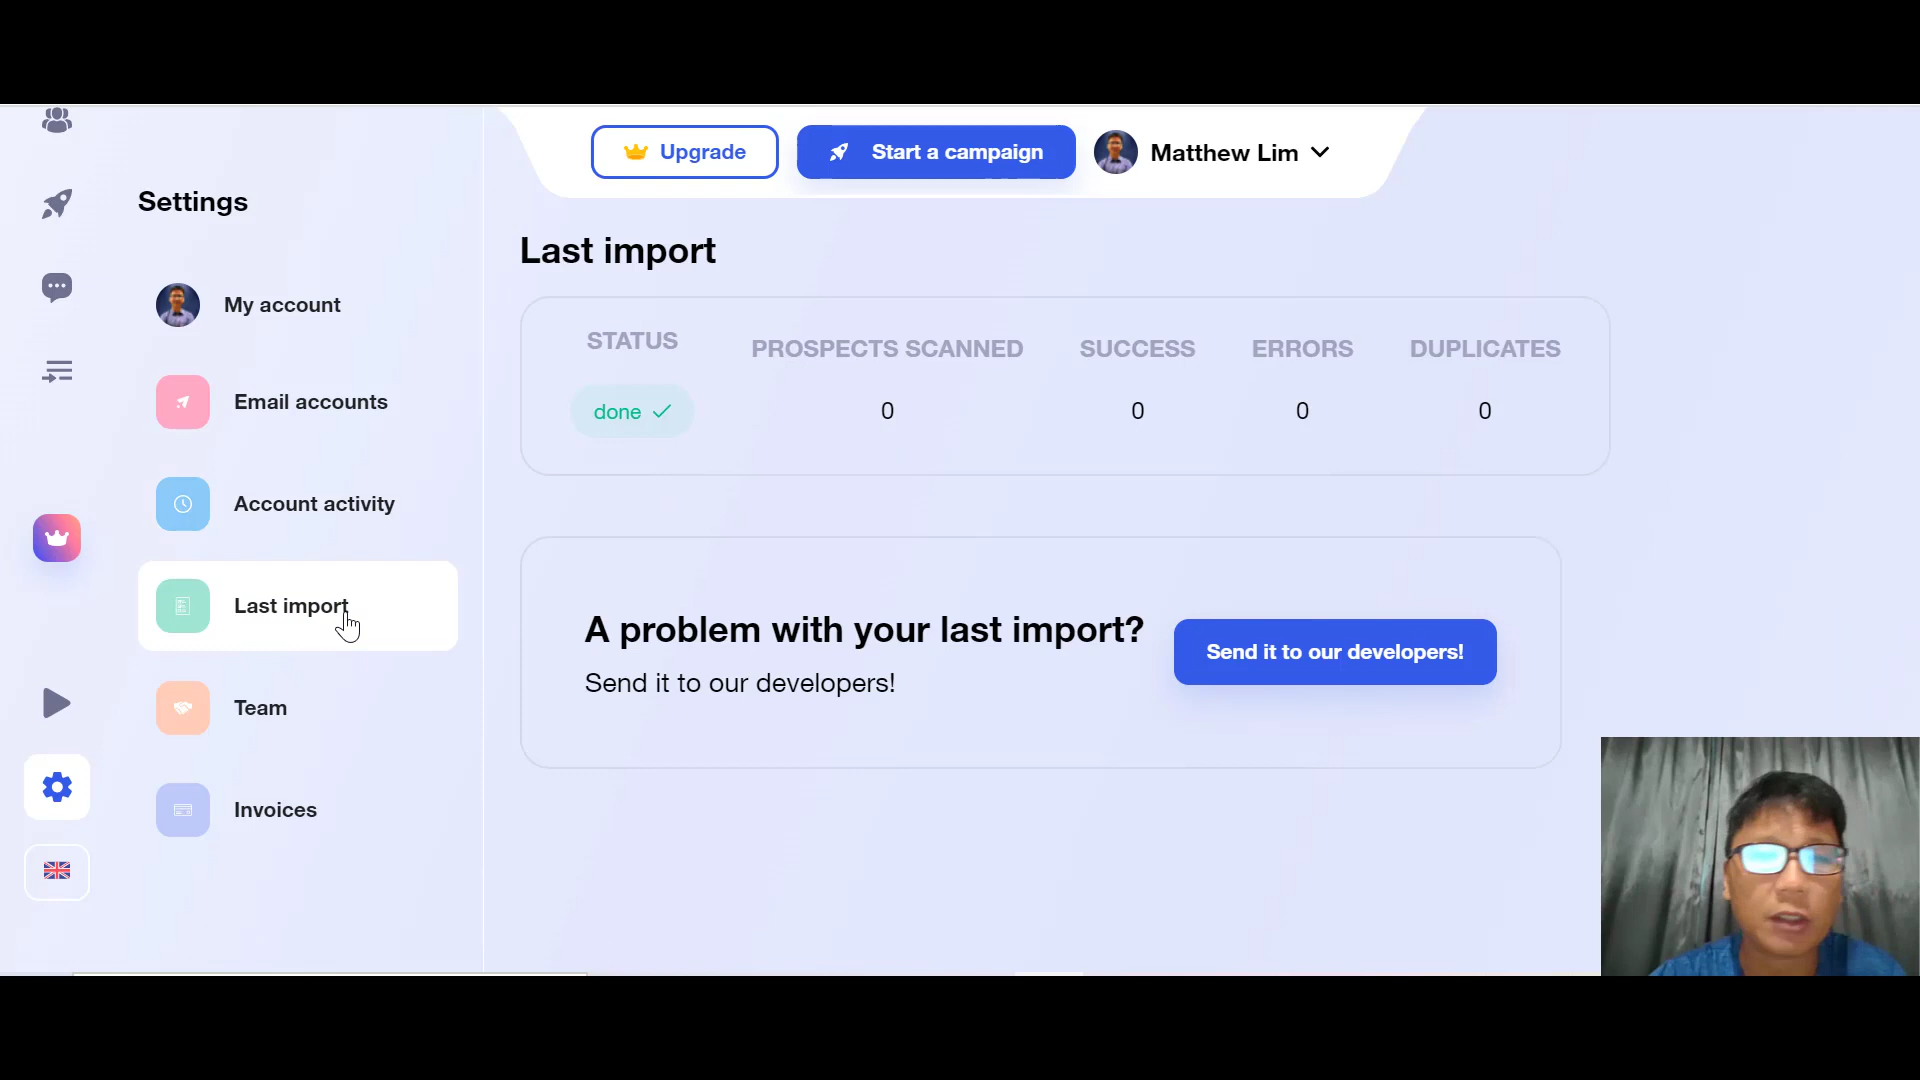 Upgrade
Start a campaign
Matthew Lim
Settings
My account
Email accounts
Account activity
Last import
Team
Invoices
Last import
STATUS PROSPECTS SCANNED SUCCESS ERRORS DUPLICATES
done 0 0 0 0
A problem with your last import?
Send it to our developers!
Send it to our developers!